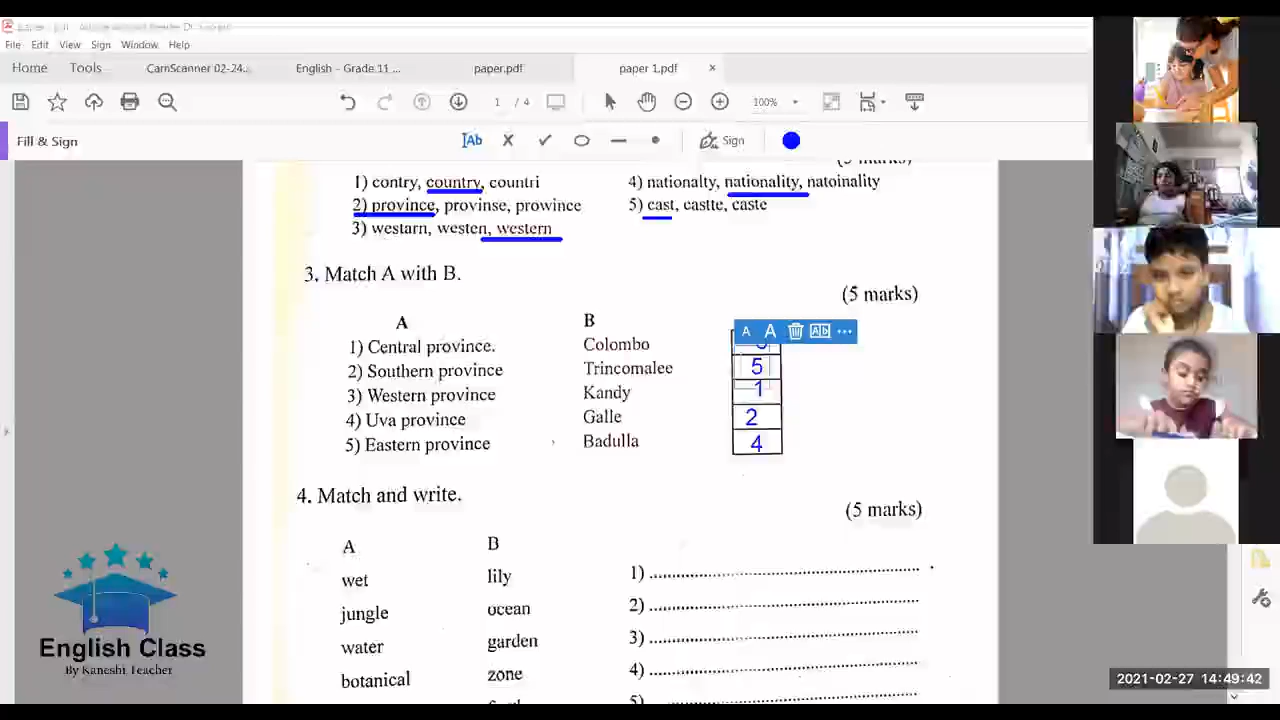 File Edit View Sign Window Help
Home Tools CamScanner 02-24... English - Grade 11 ... paper.pdf paper 1.pdf ×
1 / 4 100%
Fill & Sign
Ab Sign
1) contry, country, countri 4) nationalty, nationality, natoinality
2) province, provinse, prowince 5) cast, castte, caste
3) westarn, westen, western
3. Match A with B.
(5 marks)
A B
1) Central province. Colombo
2) Southern province Trincomalee 5
3) Western province Kandy 1
4) Uva province Galle 2
5) Eastern province Badulla 4
A A Ab ...
4. Match and write.
(5 marks)
A B
wet lily 1)
jungle ocean 2)
water garden 3)
botanical zone 4)
5)
English Class
By Kaneshi Teacher
2021-02-27 14:49:42